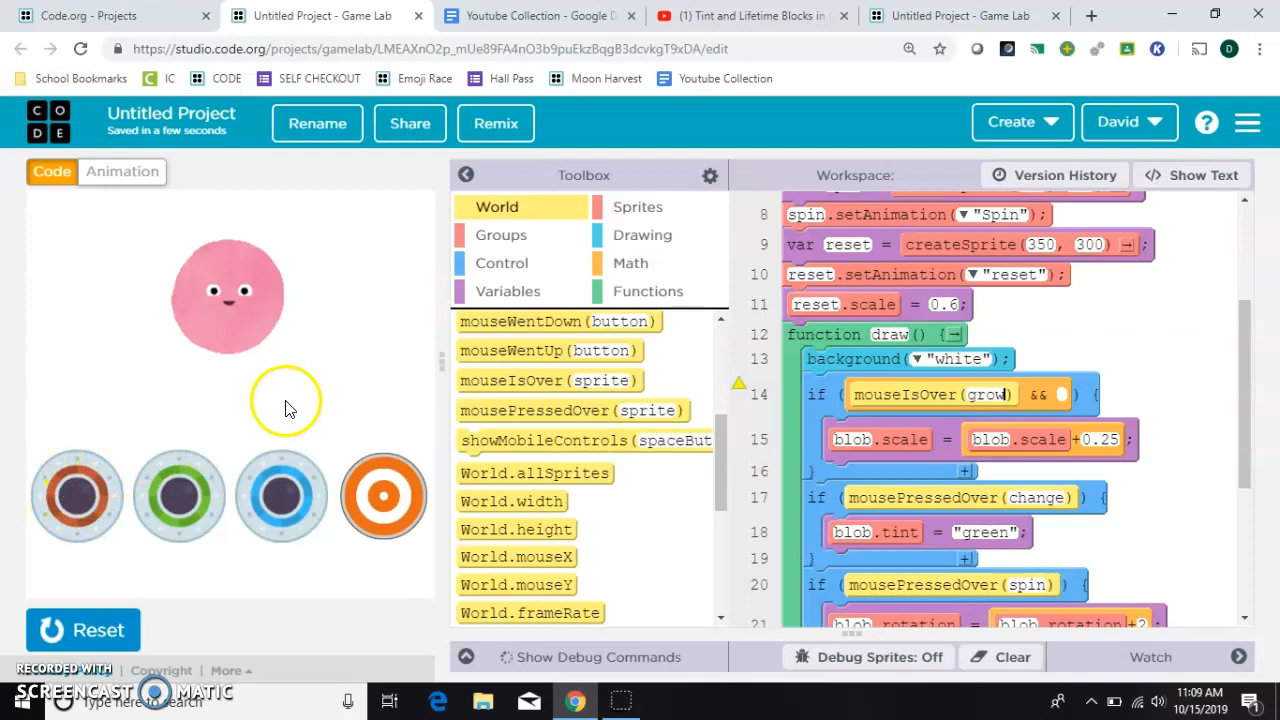 Code.org - Projects
Untitled Project - Game Lab
Youtube Collection - Google D
(1) Tint and Lifetime Blocks in
Untitled Project - Game Lab
https://studio.code.org/projects/gamelab/LMEAXnO2p_mUe89FA4nO3b9puEkzBqgB3dcvkgT9xDA/edit
D
School Bookmarks
IC
CODE
SELF CHECKOUT
Emoji Race
Hall Pass
Moon Harvest
Youtube Collection
CODE
Untitled Project
Saved in a few seconds
Rename
Share
Remix
Create
David
Code
Animation
Toolbox
Workspace:
Version History
</> Show Text
World
Sprites
Groups
Drawing
Control
Math
Variables
Functions
mouseWentDown(button)
mouseWentUp(button)
mouseIsOver(sprite)
mousePressedOver(sprite)
showMobileControls(spaceBut
World.allSprites
World.width
World.height
World.mouseX
World.mouseY
World.frameRate
8 spin.setAnimation("Spin");
9 var reset = createSprite(350, 300);
10 reset.setAnimation("reset");
11 reset.scale = 0.6;
12 function draw() {
13 background("white");
14 if (mouseIsOver(grow) && ) {
15 blob.scale = blob.scale+0.25;
16 }
17 if (mousePressedOver(change)) {
18 blob.tint = "green";
19 }
20 if (mousePressedOver(spin)) {
21 blob.rotation = blob.rotation+2;
Reset
Show Debug Commands
Debug Sprites: Off
Clear
Watch
Copyright
More
RECORDED WITH
SCREENCAST MATIC
Type here to search
11:09 AM
10/15/2019
1